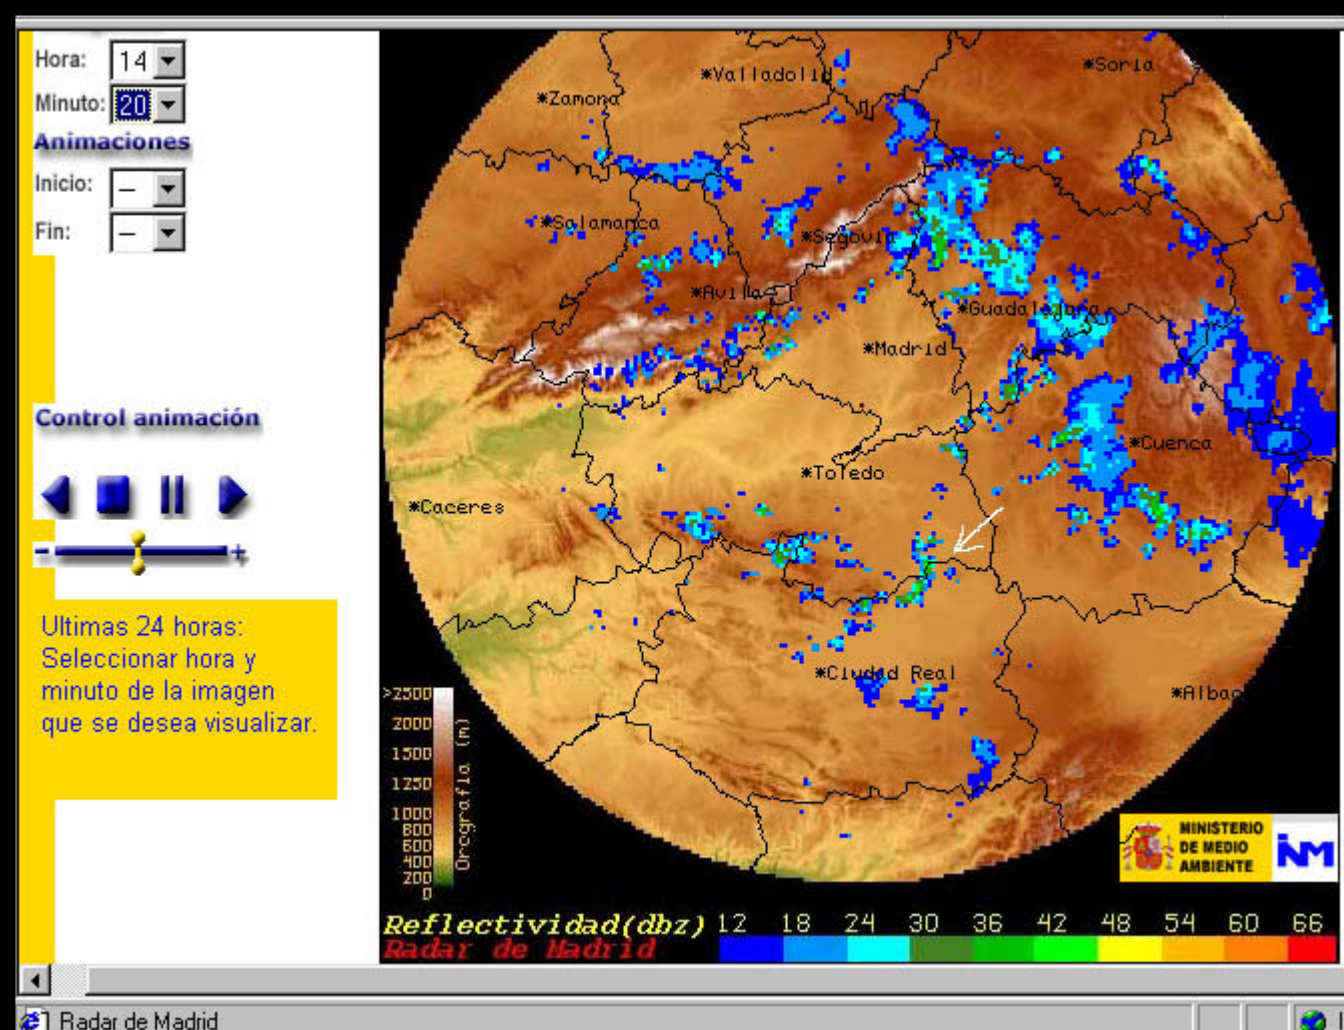 Hora: 14
Minuto: 20
Animaciones
Inicio: –
Fin: –
Control animación
- +
Ultimas 24 horas:
Seleccionar hora y
minuto de la imagen
que se desea visualizar.
*Valladolid
*Soria
*Zamora
*Salamanca
*Segovia
*Avila
*Guadalajara
*Madrid
*Cuenca
*Toledo
*Caceres
*Ciudad Real
*Albac
>2500
2000
1500
1250
1000
800
600
400
200
0
Orografia (m)
MINISTERIO
DE MEDIO
AMBIENTE
INM
Reflectividad(dbz) 12 18 24 30 36 42 48 54 60 66
Radar de Madrid
Radar de Madrid